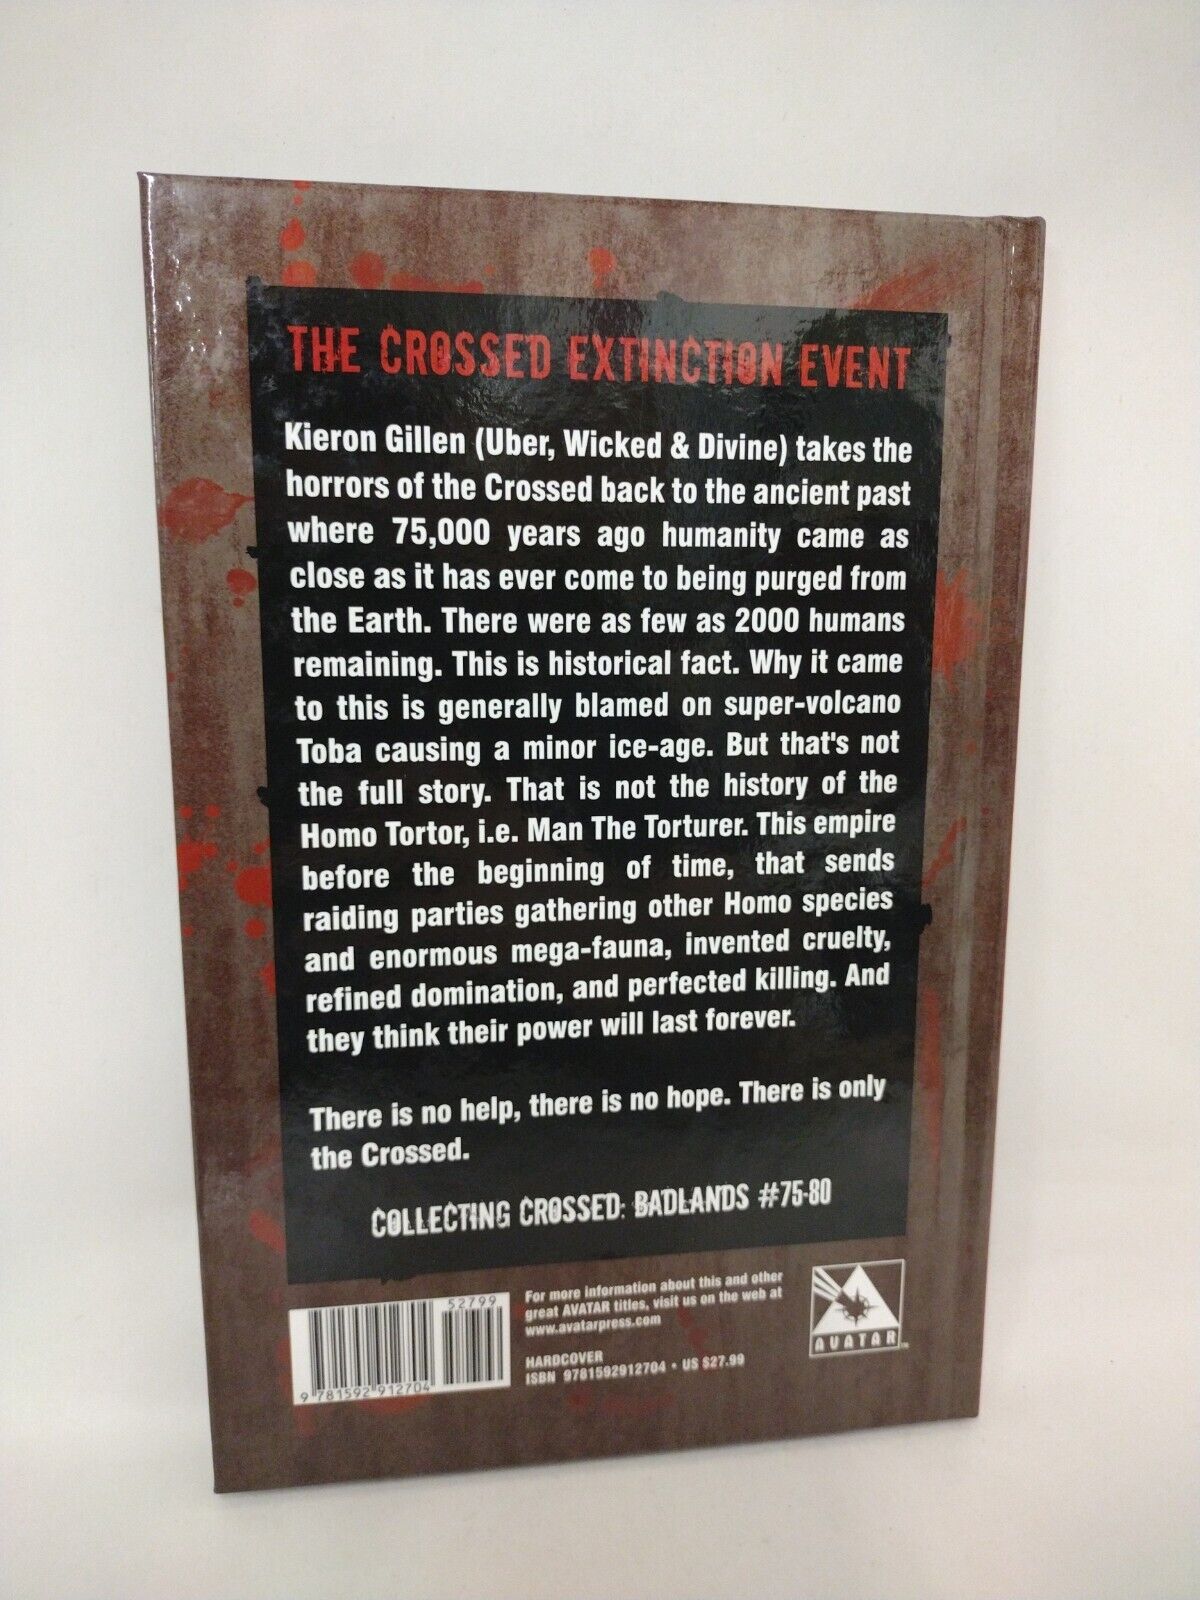 THE CROSSED EXTINCTION EVENT
Kieron Gillen (Uber, Wicked & Divine) takes the
horrors of the Crossed back to the ancient past
where 75,000 years ago humanity came as
close as it has ever come to being purged from
the Earth. There were as few as 2000 humans
remaining. This is historical fact. Why it came
to this is generally blamed on super-volcano
Toba causing a minor ice-age. But that's not
the full story. That is not the history of the
Homo Tortor, i.e. Man The Torturer. This empire
before the beginning of time, that sends
raiding parties gathering other Homo species
and enormous mega-fauna, invented cruelty,
refined domination, and perfected killing. And
they think their power will last forever.
There is no help, there is no hope. There is only
the Crossed.
COLLECTING CROSSED: BADLANDS #75-80
52799
9 781592 912704
For more information about this and other
great AVATAR titles, visit us on the web at
www.avatarpress.com
HARDCOVER
ISBN 9781592912704 • US $27.99
AVATAR™